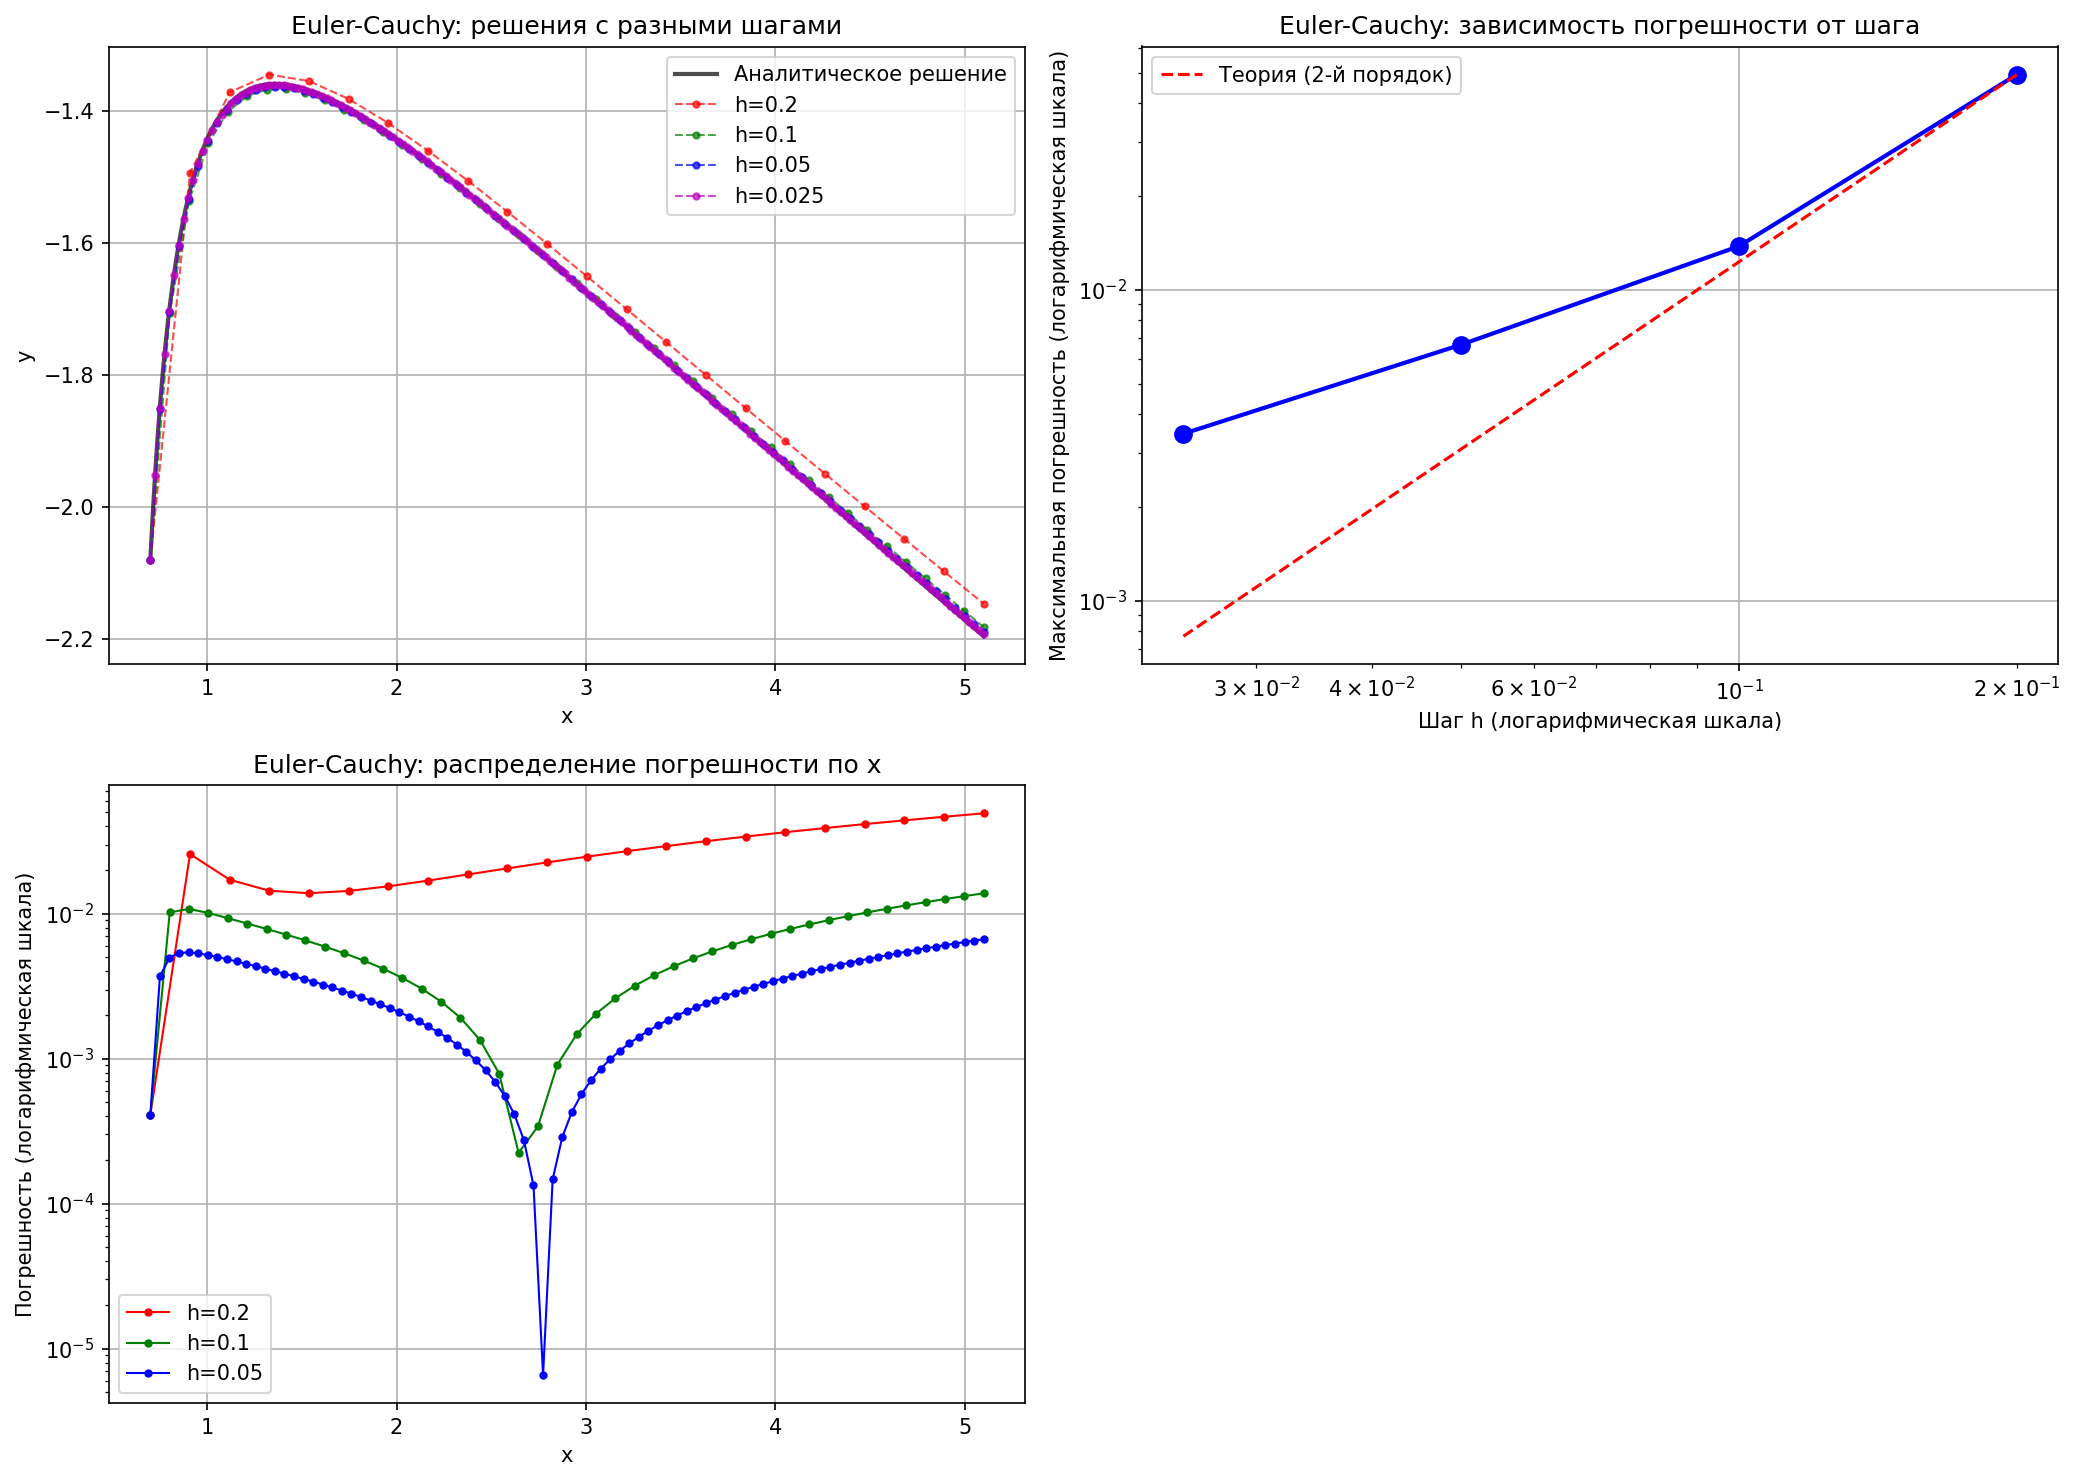 Euler-Cauchy: решения с разными шагами
y
−1.4
−1.6
−1.8
−2.0
−2.2
Аналитическое решение
h=0.2
h=0.1
h=0.05
h=0.025
1
2
3
4
5
x
Euler-Cauchy: зависимость погрешности от шага
Максимальная погрешность (логарифмическая шкала)
10⁻²
10⁻³
Теория (2-й порядок)
3 × 10⁻²
4 × 10⁻²
6 × 10⁻²
10⁻¹
2 × 10⁻¹
Шаг h (логарифмическая шкала)
Euler-Cauchy: распределение погрешности по x
Погрешность (логарифмическая шкала)
10⁻²
10⁻³
10⁻⁴
10⁻⁵
h=0.2
h=0.1
h=0.05
1
2
3
4
5
x